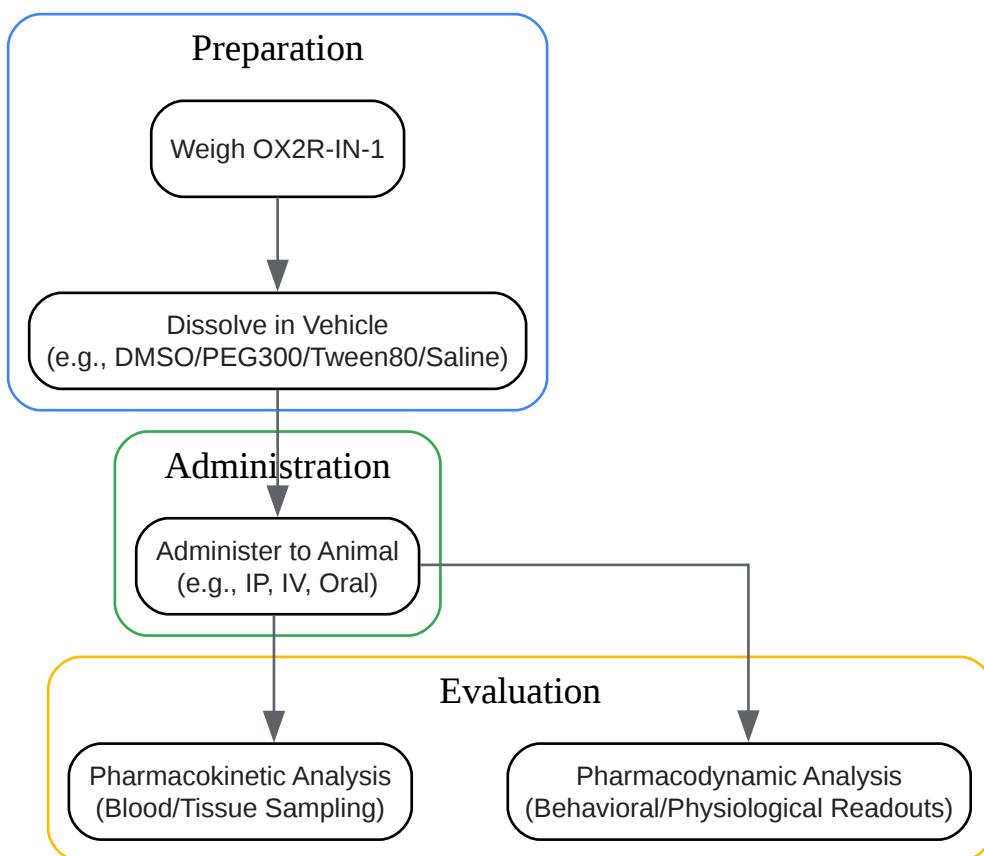 Preparation
Weigh OX2R-IN-1
Dissolve in Vehicle
(e.g., DMSO/PEG300/Tween80/Saline)
Administration
Administer to Animal
(e.g., IP, IV, Oral)
Evaluation
Pharmacokinetic Analysis
(Blood/Tissue Sampling)
Pharmacodynamic Analysis
(Behavioral/Physiological Readouts)